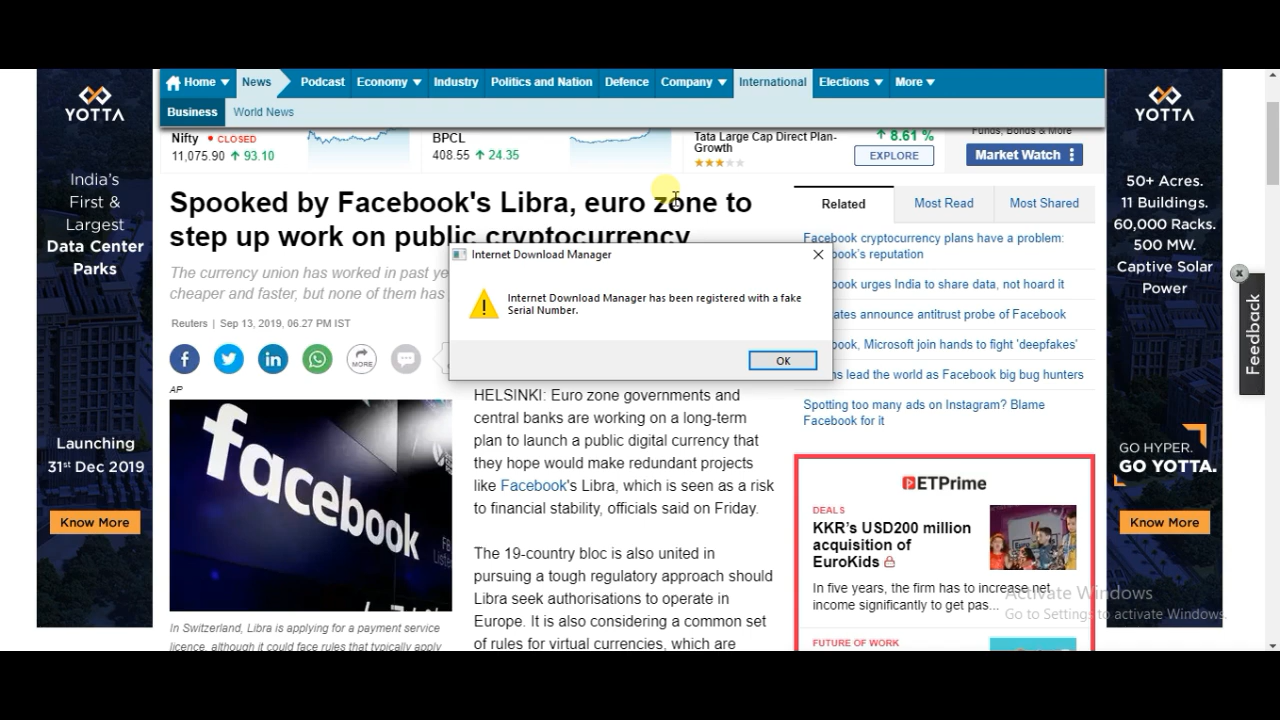 YOTTA
India's
First &
Largest
Data Center
Parks
Launching
31st Dec 2019
Know More
Home News Podcast Economy Industry Politics and Nation Defence Company International Elections More
Business World News
Nifty • CLOSED
11,075.90 ↑ 93.10
BPCL
408.55 ↑ 24.35
Tata Large Cap Direct Plan-
Growth
↑ 8.61 %
EXPLORE
Funds, Bonds & More
Market Watch
Spooked by Facebook's Libra, euro zone to
step up work on public cryptocurrency
The currency union has worked in past ye
cheaper and faster, but none of them has
Reuters | Sep 13, 2019, 06.27 PM IST
MORE
AP
facebook
In Switzerland, Libra is applying for a payment service
licence, although it could face rules that typically apply
Internet Download Manager
Internet Download Manager has been registered with a fake
Serial Number.
OK
HELSINKI: Euro zone governments and
central banks are working on a long-term
plan to launch a public digital currency that
they hope would make redundant projects
like Facebook's Libra, which is seen as a risk
to financial stability, officials said on Friday.
The 19-country bloc is also united in
pursuing a tough regulatory approach should
Libra seek authorisations to operate in
Europe. It is also considering a common set
of rules for virtual currencies, which are
Related Most Read Most Shared
Facebook cryptocurrency plans have a problem:
book's reputation
book urges India to share data, not hoard it
ates announce antitrust probe of Facebook
book, Microsoft join hands to fight 'deepfakes'
ns lead the world as Facebook big bug hunters
Spotting too many ads on Instagram? Blame
Facebook for it
ETPrime
DEALS
KKR's USD200 million
acquisition of
EuroKids
In five years, the firm has to increase net
income significantly to get pas...
FUTURE OF WORK
Activate Windows
Go to Settings to activate Windows.
YOTTA
50+ Acres.
11 Buildings.
60,000 Racks.
500 MW.
Captive Solar
Power
GO HYPER.
GO YOTTA.
Know More
Feedback